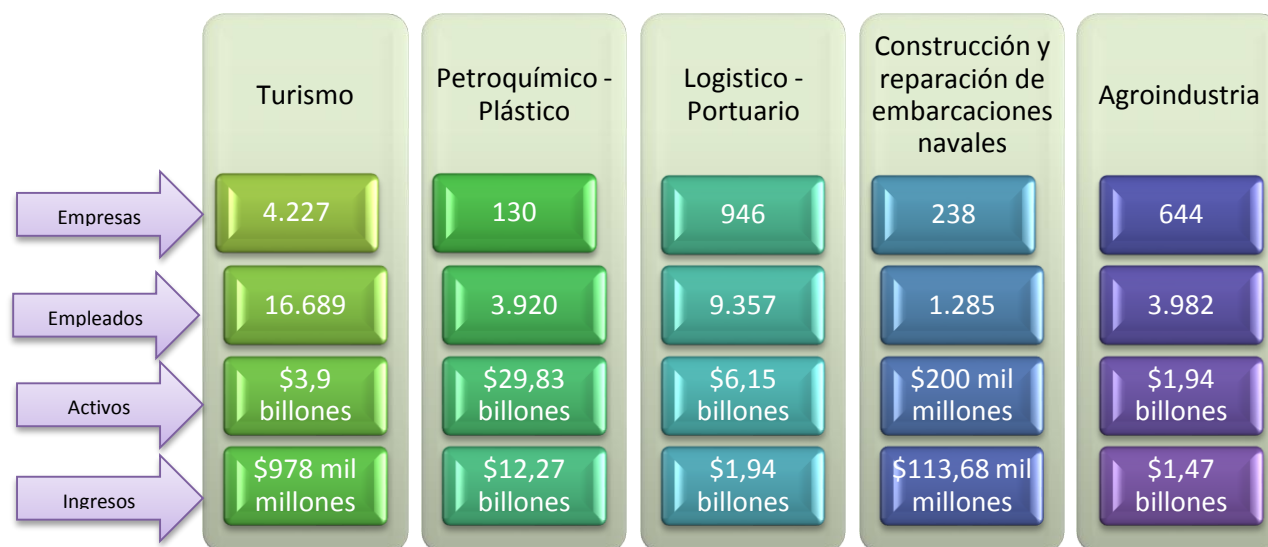 Turismo
Petroquímico -
Plástico
Logistico -
Portuario
Construcción y
reparación de
embarcaciones
navales
Agroindustria
Empresas
4.227
130
946
238
644
Empleados
16.689
3.920
9.357
1.285
3.982
Activos
$3,9
billones
$29,83
billones
$6,15
billones
$200 mil
millones
$1,94
billones
Ingresos
$978 mil
millones
$12,27
billones
$1,94
billones
$113,68 mil
millones
$1,47
billones